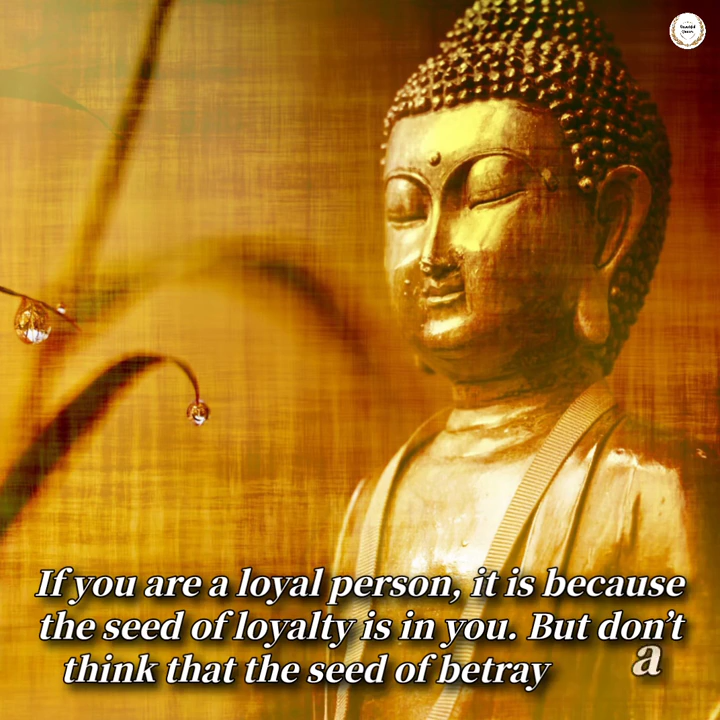 If you are a loyal person, it is because
the seed of loyalty is in you. But don’t
think that the seed of betray a